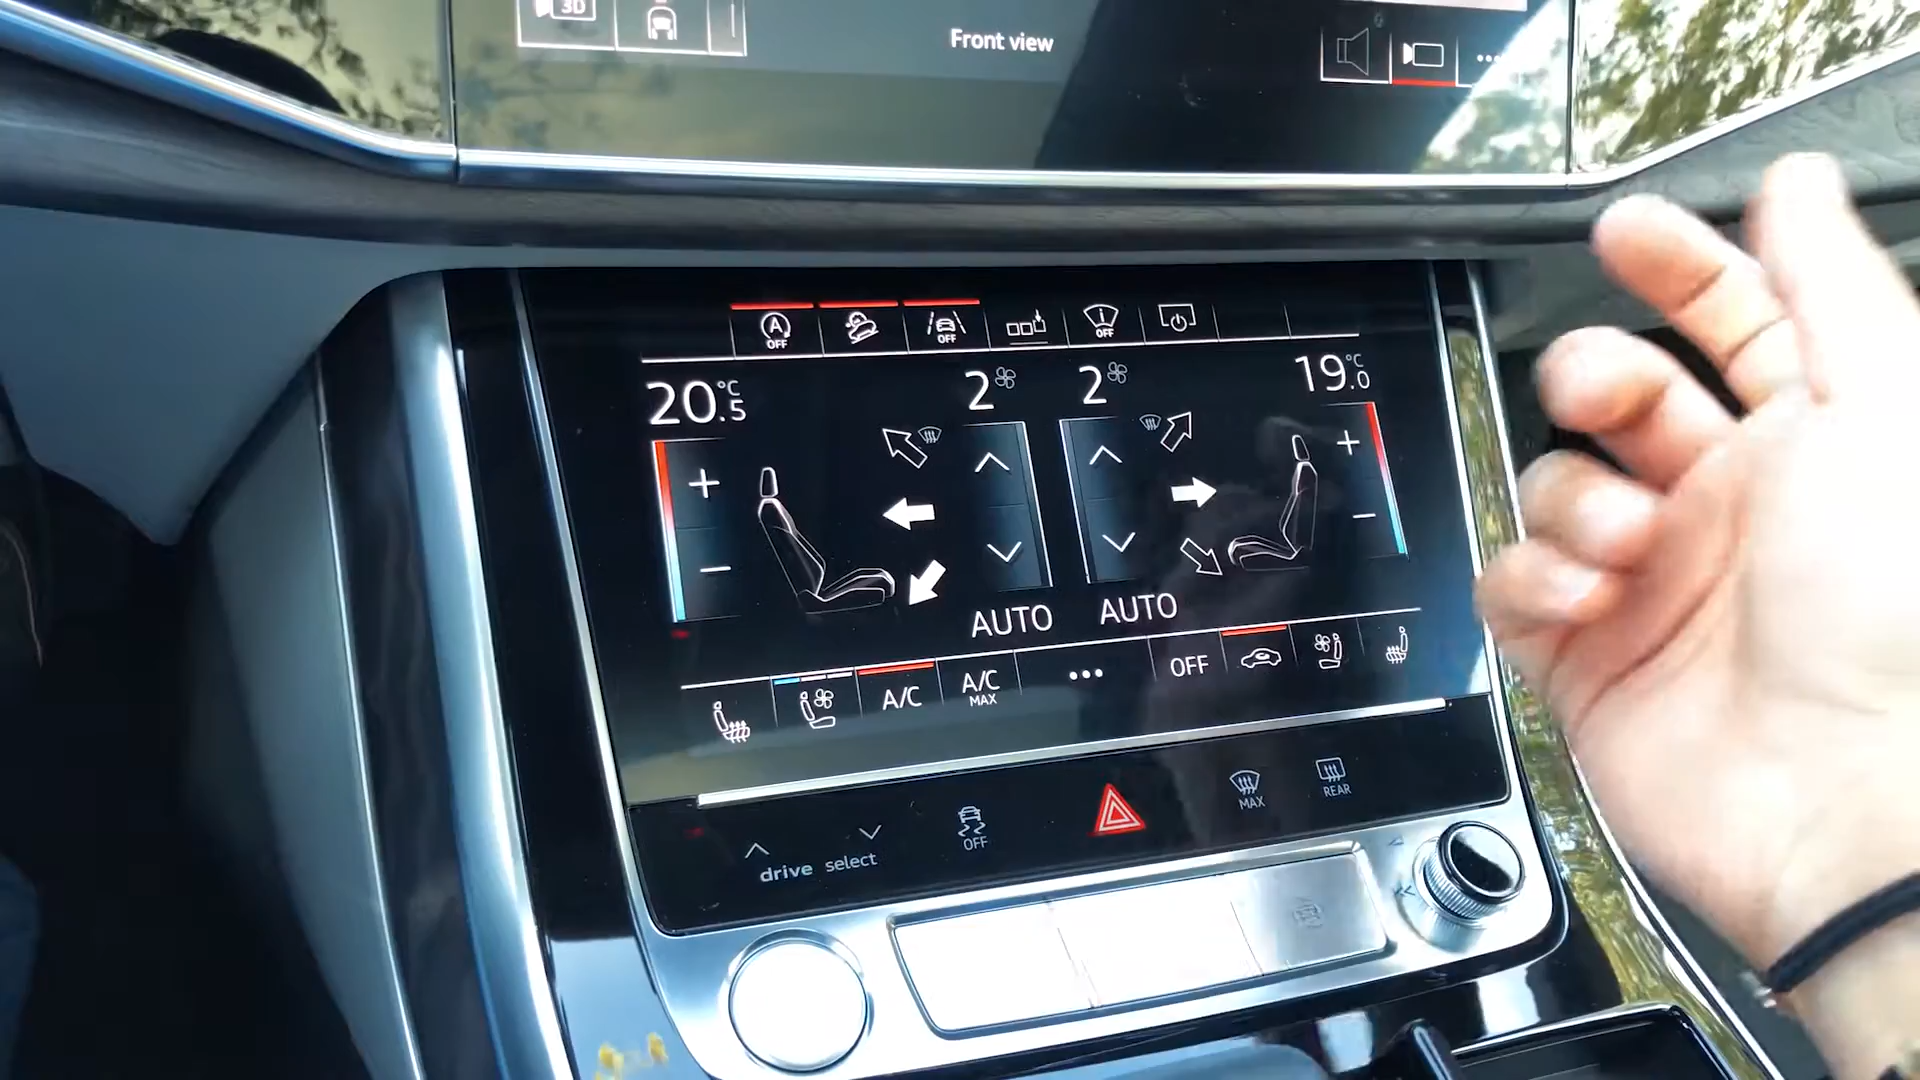 3D
Front view
A OFF
OFF
OFF
20.5 °C
2
2
19.0 °C
AUTO
AUTO
A/C
A/C MAX
OFF
drive select
OFF
MAX
REAR